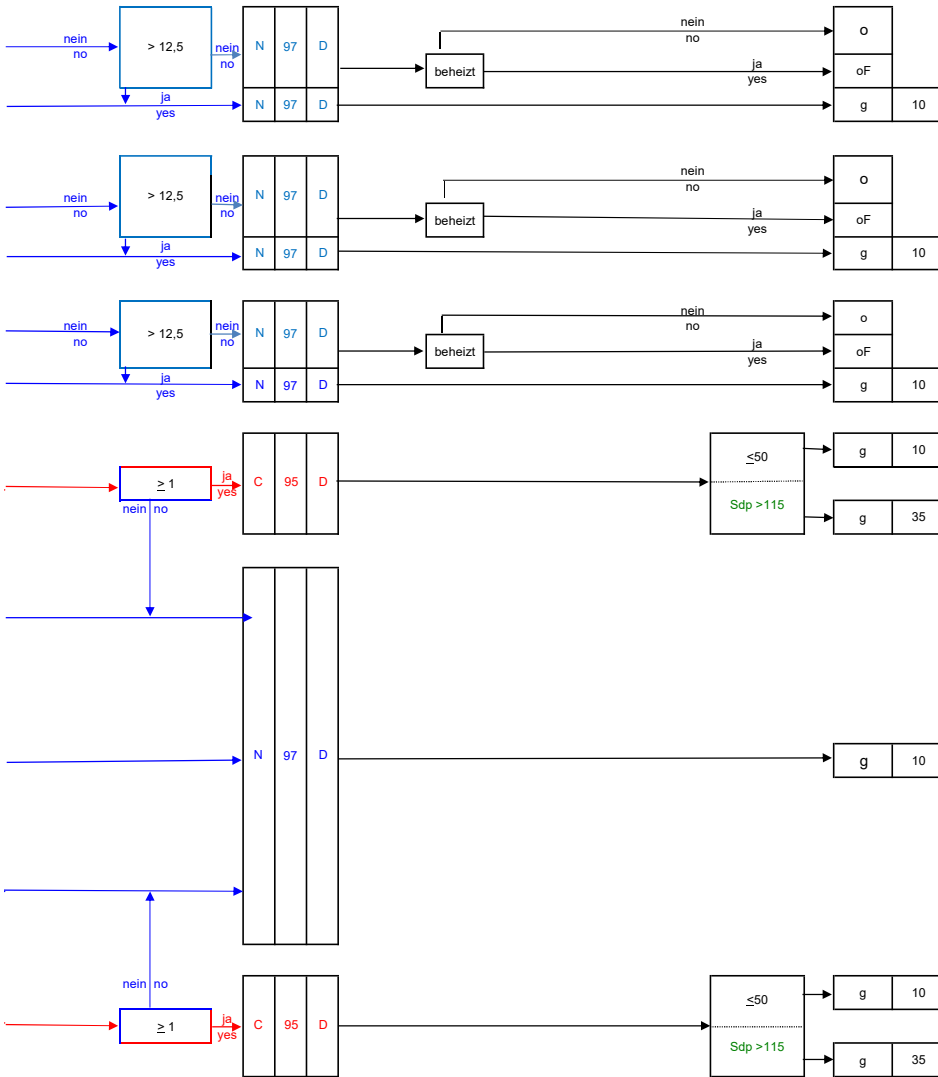 nein
no
> 12,5
nein
no
N 97 D
beheizt
nein
no
o
ja
yes
oF
ja
yes
N 97 D
g 10
nein
no
> 12,5
nein
no
N 97 D
beheizt
nein
no
o
ja
yes
oF
ja
yes
N 97 D
g 10
nein
no
> 12,5
nein
no
N 97 D
beheizt
nein
no
o
ja
yes
oF
ja
yes
N 97 D
g 10
≥ 1
ja
yes
nein no
C 95 D
≤50
Sdp >115
g 10
g 35
N 97 D
g 10
nein no
≥ 1
ja
yes
C 95 D
≤50
Sdp >115
g 10
g 35